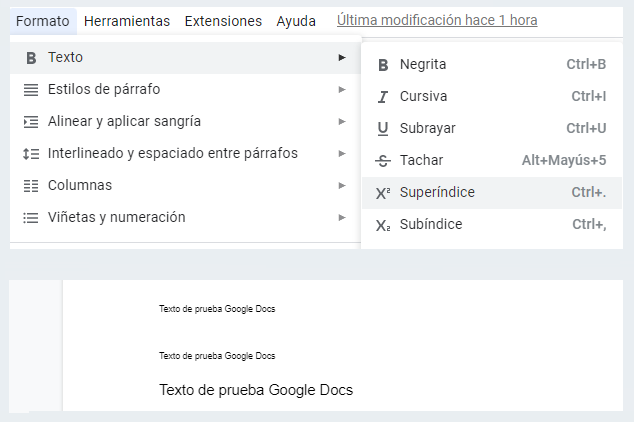 Formato Herramientas Extensiones Ayuda Última modificación hace 1 hora
B Texto
Estilos de párrafo
Alinear y aplicar sangría
Interlineado y espaciado entre párrafos
Columnas
Viñetas y numeración
B Negrita Ctrl+B
I Cursiva Ctrl+I
U Subrayar Ctrl+U
S Tachar Alt+Mayús+5
X² Superíndice Ctrl+.
X₂ Subíndice Ctrl+,
Texto de prueba Google Docs
Texto de prueba Google Docs
Texto de prueba Google Docs